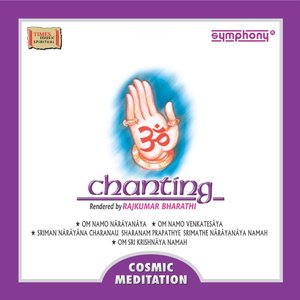 TIMES
MUSIC
SPIRITUAL
symphony
ॐ
chanting
Rendered by RAJKUMAR BHARATHI
★ OM NAMO NĀRĀYANĀYA ★ OM NAMO VENKATESĀYA
★ SRIMAN NĀRĀYĀNA CHARANAU SHARANAM PRAPATHYE SRIMATHE NĀRĀYANĀYA NAMAH
★ OM SRI KRISHNĀYA NAMAH
COSMIC
MEDITATION